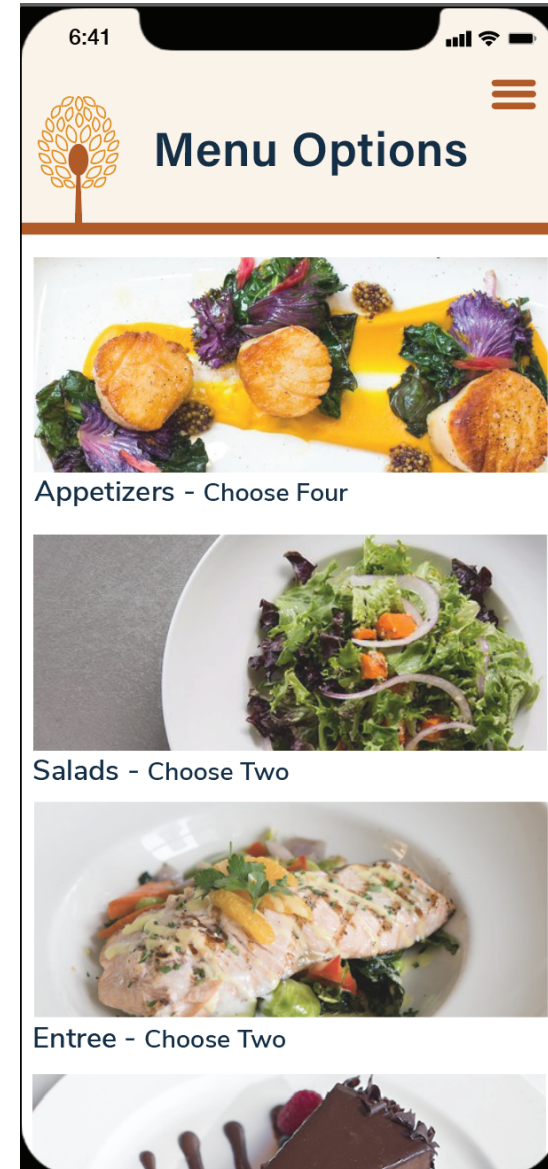 6:41
Menu Options
Appetizers - Choose Four
Salads - Choose Two
Entree - Choose Two